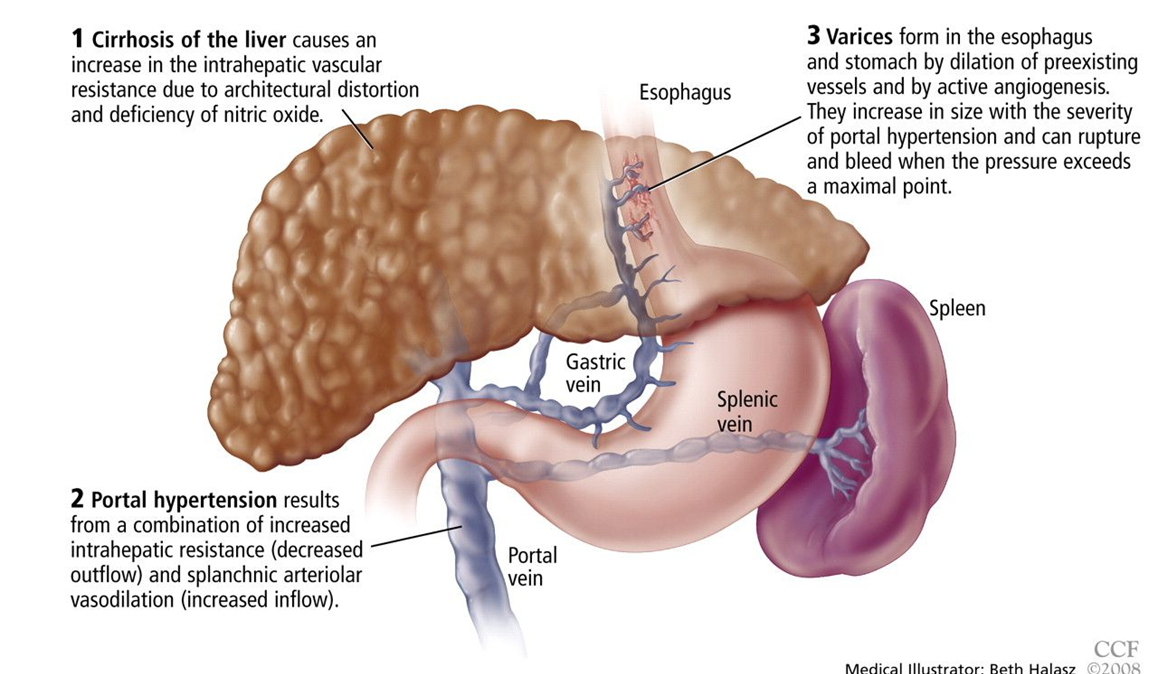 1 Cirrhosis of the liver causes an
increase in the intrahepatic vascular
resistance due to architectural distortion
and deficiency of nitric oxide.
3 Varices form in the esophagus
and stomach by dilation of preexisting
vessels and by active angiogenesis.
They increase in size with the severity
of portal hypertension and can rupture
and bleed when the pressure exceeds
a maximal point.
Esophagus
Spleen
Gastric
vein
Splenic
vein
2 Portal hypertension results
from a combination of increased
intrahepatic resistance (decreased
outflow) and splanchnic arteriolar
vasodilation (increased inflow).
Portal
vein
CCF
Medical Illustrator: Beth Halasz ©2008